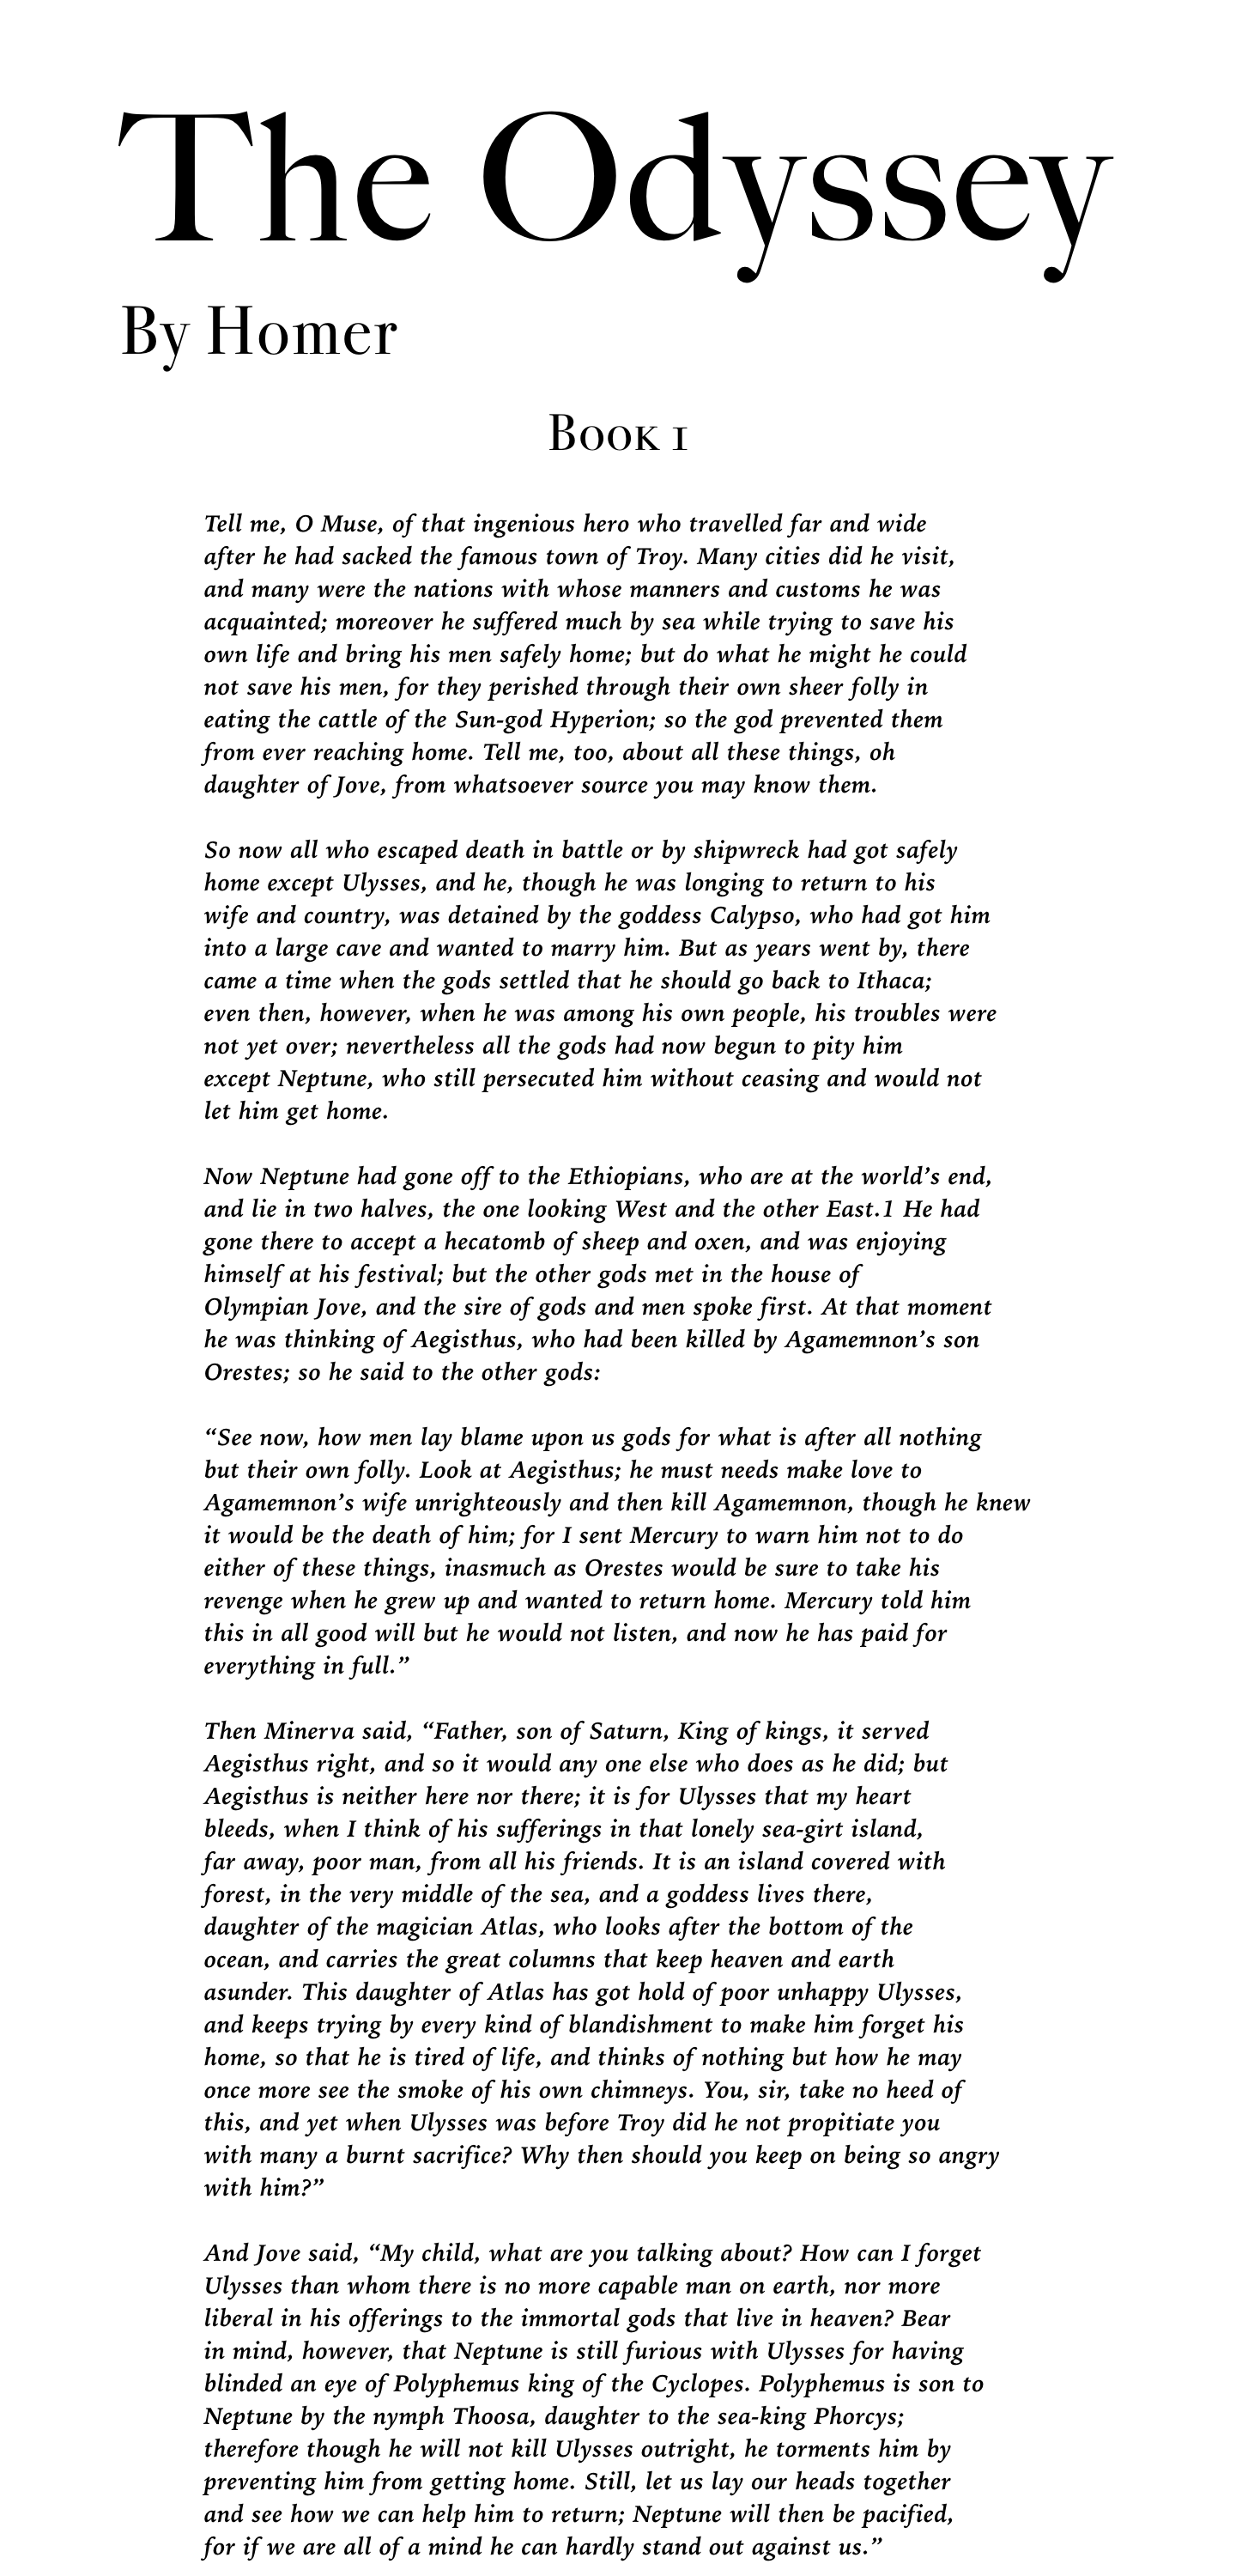 The Odyssey
By Homer
Book 1
Tell me, O Muse, of that ingenious hero who travelled far and wide
after he had sacked the famous town of Troy. Many cities did he visit,
and many were the nations with whose manners and customs he was
acquainted; moreover he suffered much by sea while trying to save his
own life and bring his men safely home; but do what he might he could
not save his men, for they perished through their own sheer folly in
eating the cattle of the Sun-god Hyperion; so the god prevented them
from ever reaching home. Tell me, too, about all these things, oh
daughter of Jove, from whatsoever source you may know them.
So now all who escaped death in battle or by shipwreck had got safely
home except Ulysses, and he, though he was longing to return to his
wife and country, was detained by the goddess Calypso, who had got him
into a large cave and wanted to marry him. But as years went by, there
came a time when the gods settled that he should go back to Ithaca;
even then, however, when he was among his own people, his troubles were
not yet over; nevertheless all the gods had now begun to pity him
except Neptune, who still persecuted him without ceasing and would not
let him get home.
Now Neptune had gone off to the Ethiopians, who are at the world’s end,
and lie in two halves, the one looking West and the other East.1 He had
gone there to accept a hecatomb of sheep and oxen, and was enjoying
himself at his festival; but the other gods met in the house of
Olympian Jove, and the sire of gods and men spoke first. At that moment
he was thinking of Aegisthus, who had been killed by Agamemnon’s son
Orestes; so he said to the other gods:
“See now, how men lay blame upon us gods for what is after all nothing
but their own folly. Look at Aegisthus; he must needs make love to
Agamemnon’s wife unrighteously and then kill Agamemnon, though he knew
it would be the death of him; for I sent Mercury to warn him not to do
either of these things, inasmuch as Orestes would be sure to take his
revenge when he grew up and wanted to return home. Mercury told him
this in all good will but he would not listen, and now he has paid for
everything in full.”
Then Minerva said, “Father, son of Saturn, King of kings, it served
Aegisthus right, and so it would any one else who does as he did; but
Aegisthus is neither here nor there; it is for Ulysses that my heart
bleeds, when I think of his sufferings in that lonely sea-girt island,
far away, poor man, from all his friends. It is an island covered with
forest, in the very middle of the sea, and a goddess lives there,
daughter of the magician Atlas, who looks after the bottom of the
ocean, and carries the great columns that keep heaven and earth
asunder. This daughter of Atlas has got hold of poor unhappy Ulysses,
and keeps trying by every kind of blandishment to make him forget his
home, so that he is tired of life, and thinks of nothing but how he may
once more see the smoke of his own chimneys. You, sir, take no heed of
this, and yet when Ulysses was before Troy did he not propitiate you
with many a burnt sacrifice? Why then should you keep on being so angry
with him?”
And Jove said, “My child, what are you talking about? How can I forget
Ulysses than whom there is no more capable man on earth, nor more
liberal in his offerings to the immortal gods that live in heaven? Bear
in mind, however, that Neptune is still furious with Ulysses for having
blinded an eye of Polyphemus king of the Cyclopes. Polyphemus is son to
Neptune by the nymph Thoosa, daughter to the sea-king Phorcys;
therefore though he will not kill Ulysses outright, he torments him by
preventing him from getting home. Still, let us lay our heads together
and see how we can help him to return; Neptune will then be pacified,
for if we are all of a mind he can hardly stand out against us.”